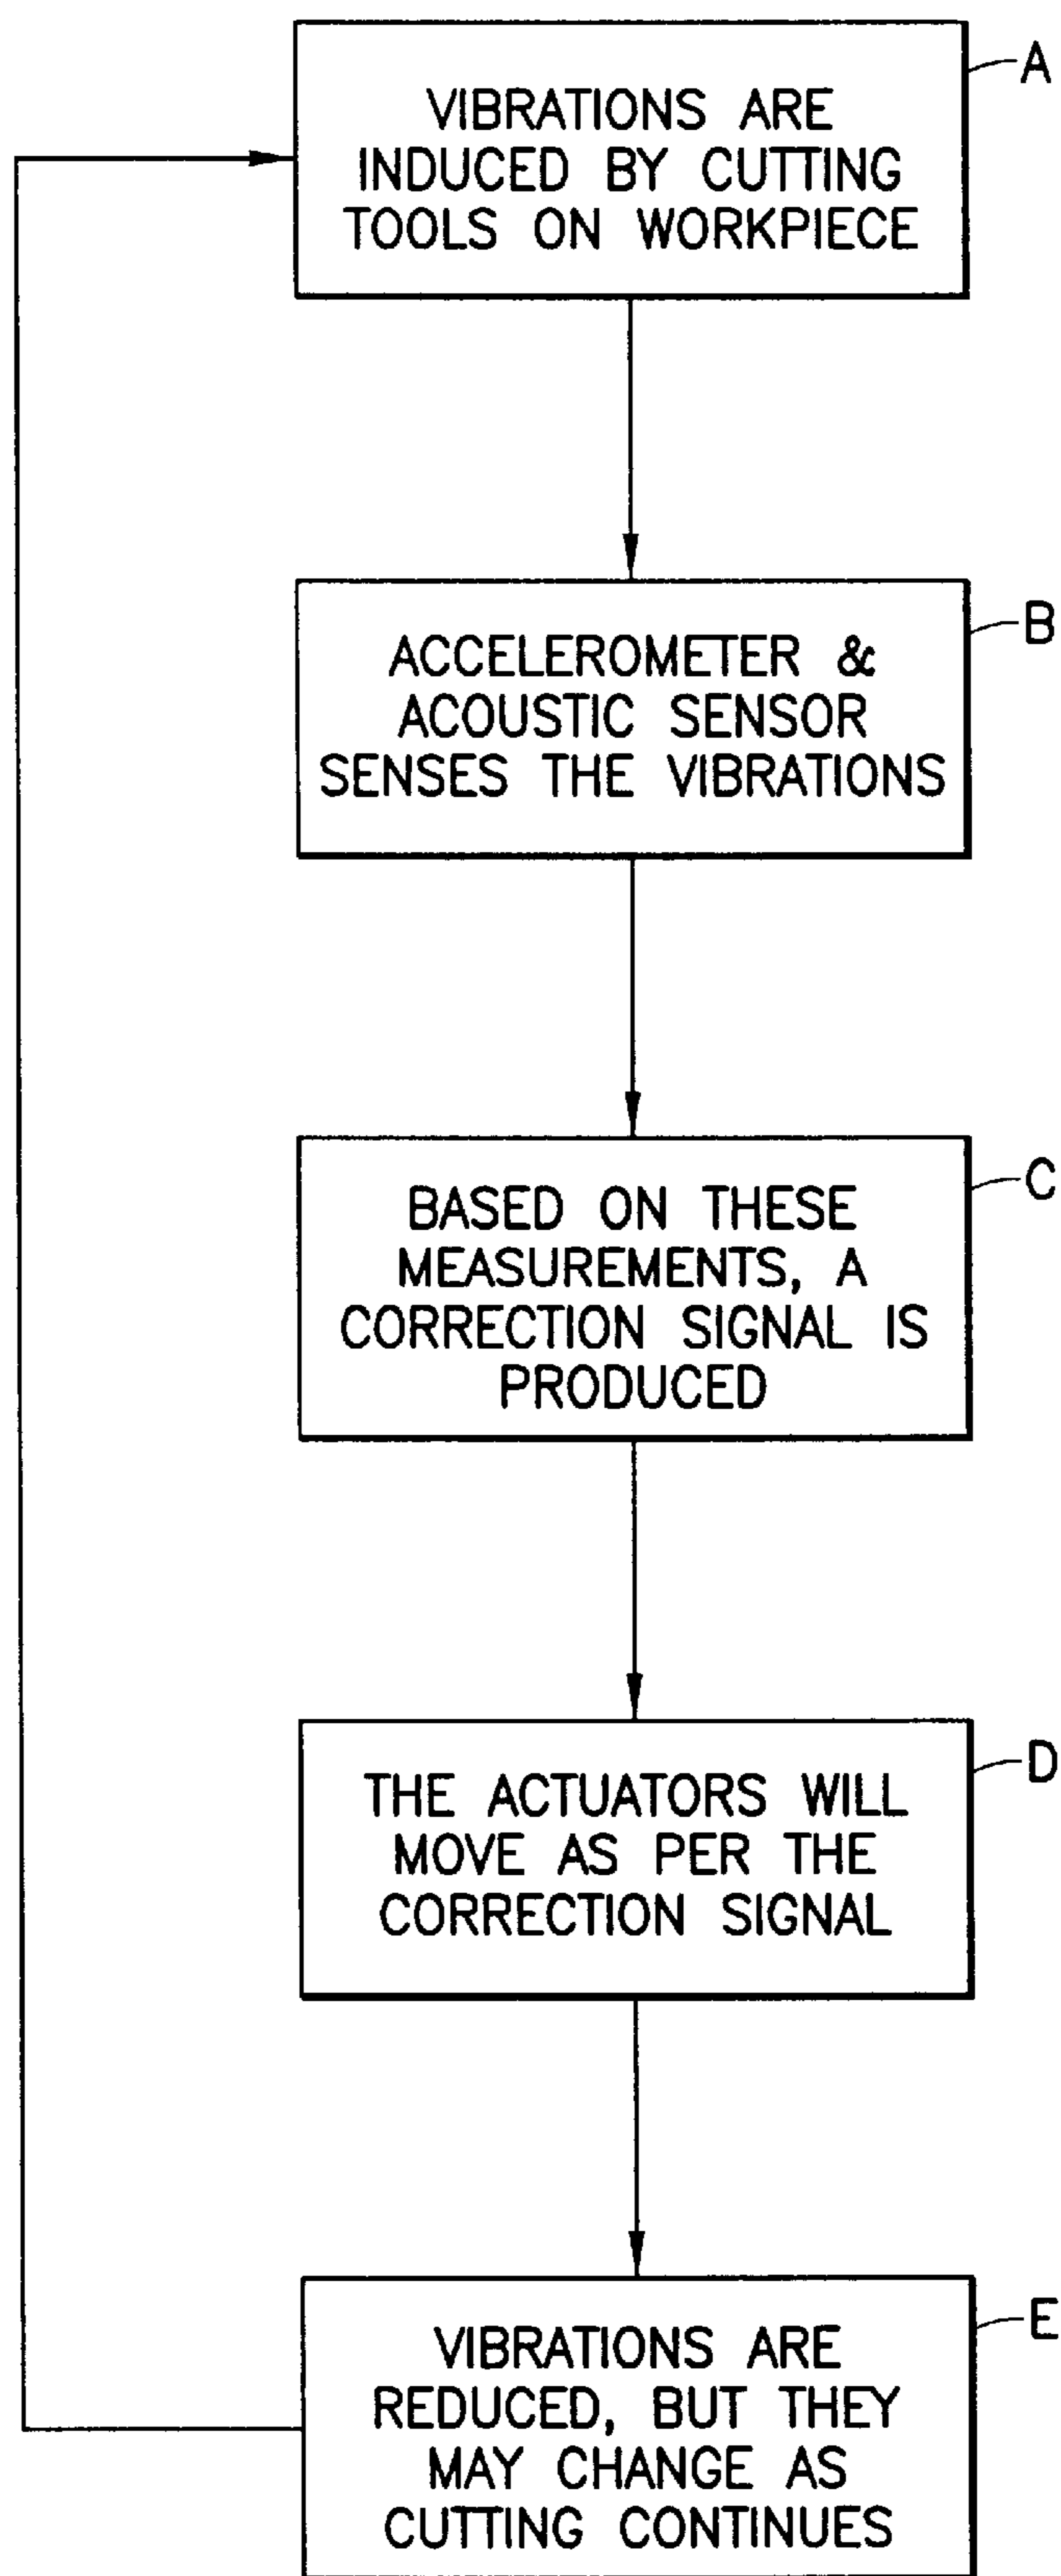 A
VIBRATIONS ARE
INDUCED BY CUTTING
TOOLS ON WORKPIECE
B
ACCELEROMETER &
ACOUSTIC SENSOR
SENSES THE VIBRATIONS
C
BASED ON THESE
MEASUREMENTS, A
CORRECTION SIGNAL IS
PRODUCED
D
THE ACTUATORS WILL
MOVE AS PER THE
CORRECTION SIGNAL
E
VIBRATIONS ARE
REDUCED, BUT THEY
MAY CHANGE AS
CUTTING CONTINUES